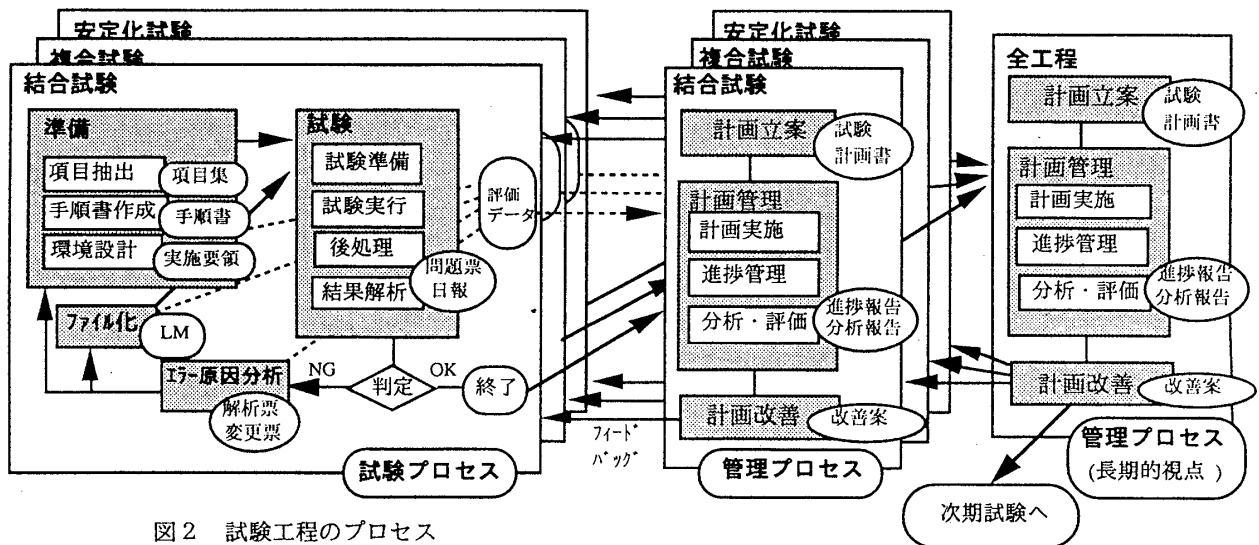 安定化試験
複合試験
結合試験
準備
項目抽出
項目集
手順書作成
手順書
環境設計
実施要領
ファイル化
LM
エラー原因分析
解析票
変更票
試験
試験準備
試験実行
後処理
結果解析
問題票
日報
評価
データ
NG
判定
OK
終了
試験プロセス
フィード
バッグ
安定化試験
複合試験
結合試験
計画立案
試験
計画書
計画管理
計画実施
進捗管理
分析・評価
進捗報告
分析報告
計画改善
改善案
管理プロセス
全工程
計画立案
試験
計画書
計画管理
計画実施
進捗管理
分析・評価
進捗報告
分析報告
計画改善
改善案
管理プロセス
(長期的視点 )
次期試験へ
図2 試験工程のプロセス